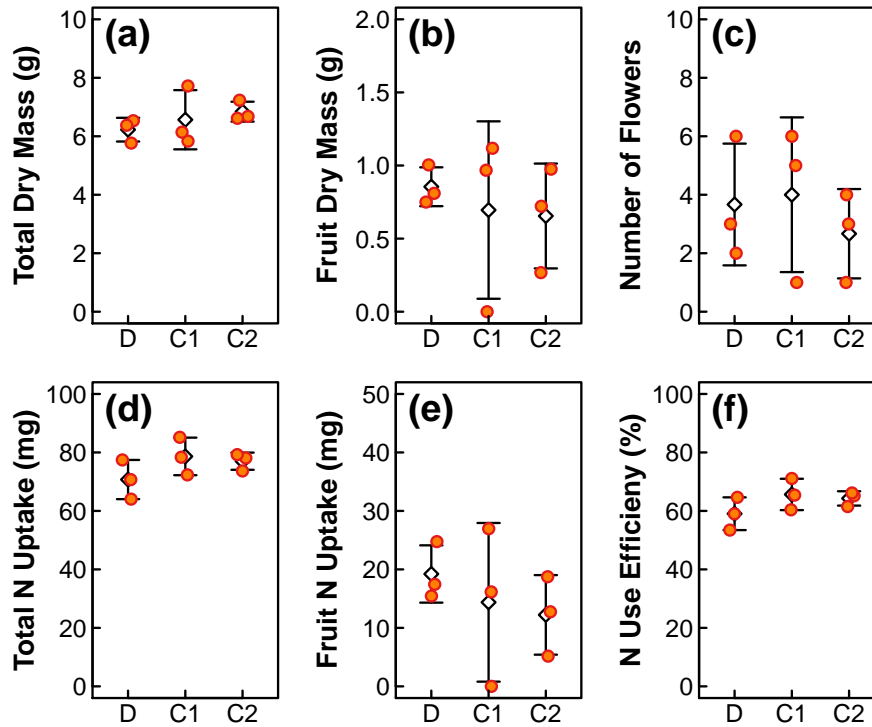 (a)
Total Dry Mass (g)
10
8
6
4
2
0
D C1 C2
(b)
Fruit Dry Mass (g)
2.0
1.5
1.0
0.5
0.0
D C1 C2
(c)
Number of Flowers
10
8
6
4
2
0
D C1 C2
(d)
Total N Uptake (mg)
100
80
60
40
20
0
D C1 C2
(e)
Fruit N Uptake (mg)
50
40
30
20
10
0
D C1 C2
(f)
N Use Efficieny (%)
100
80
60
40
20
0
D C1 C2